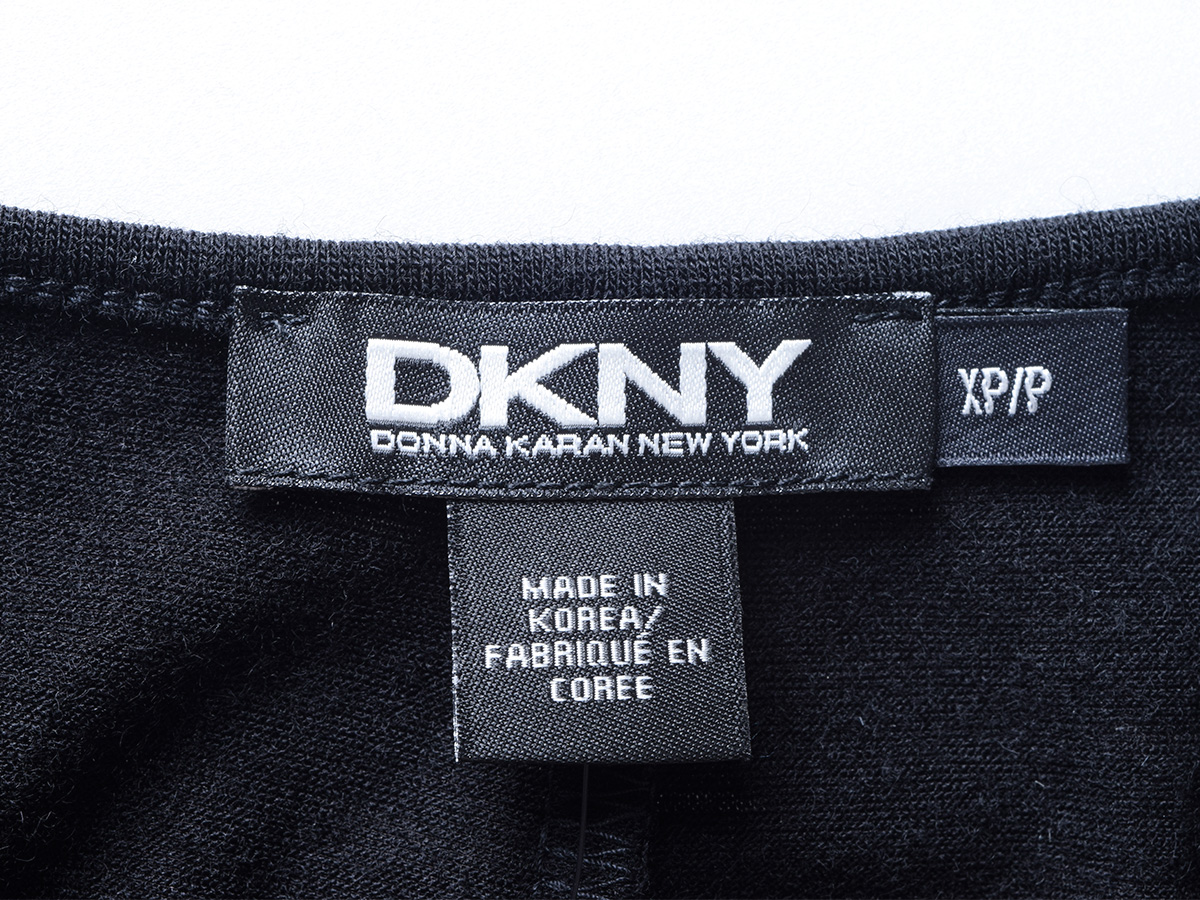 DKNY
DONNA KARAN NEW YORK
XP/P
MADE IN
KOREA/
FABRIQUÉ EN
COREE